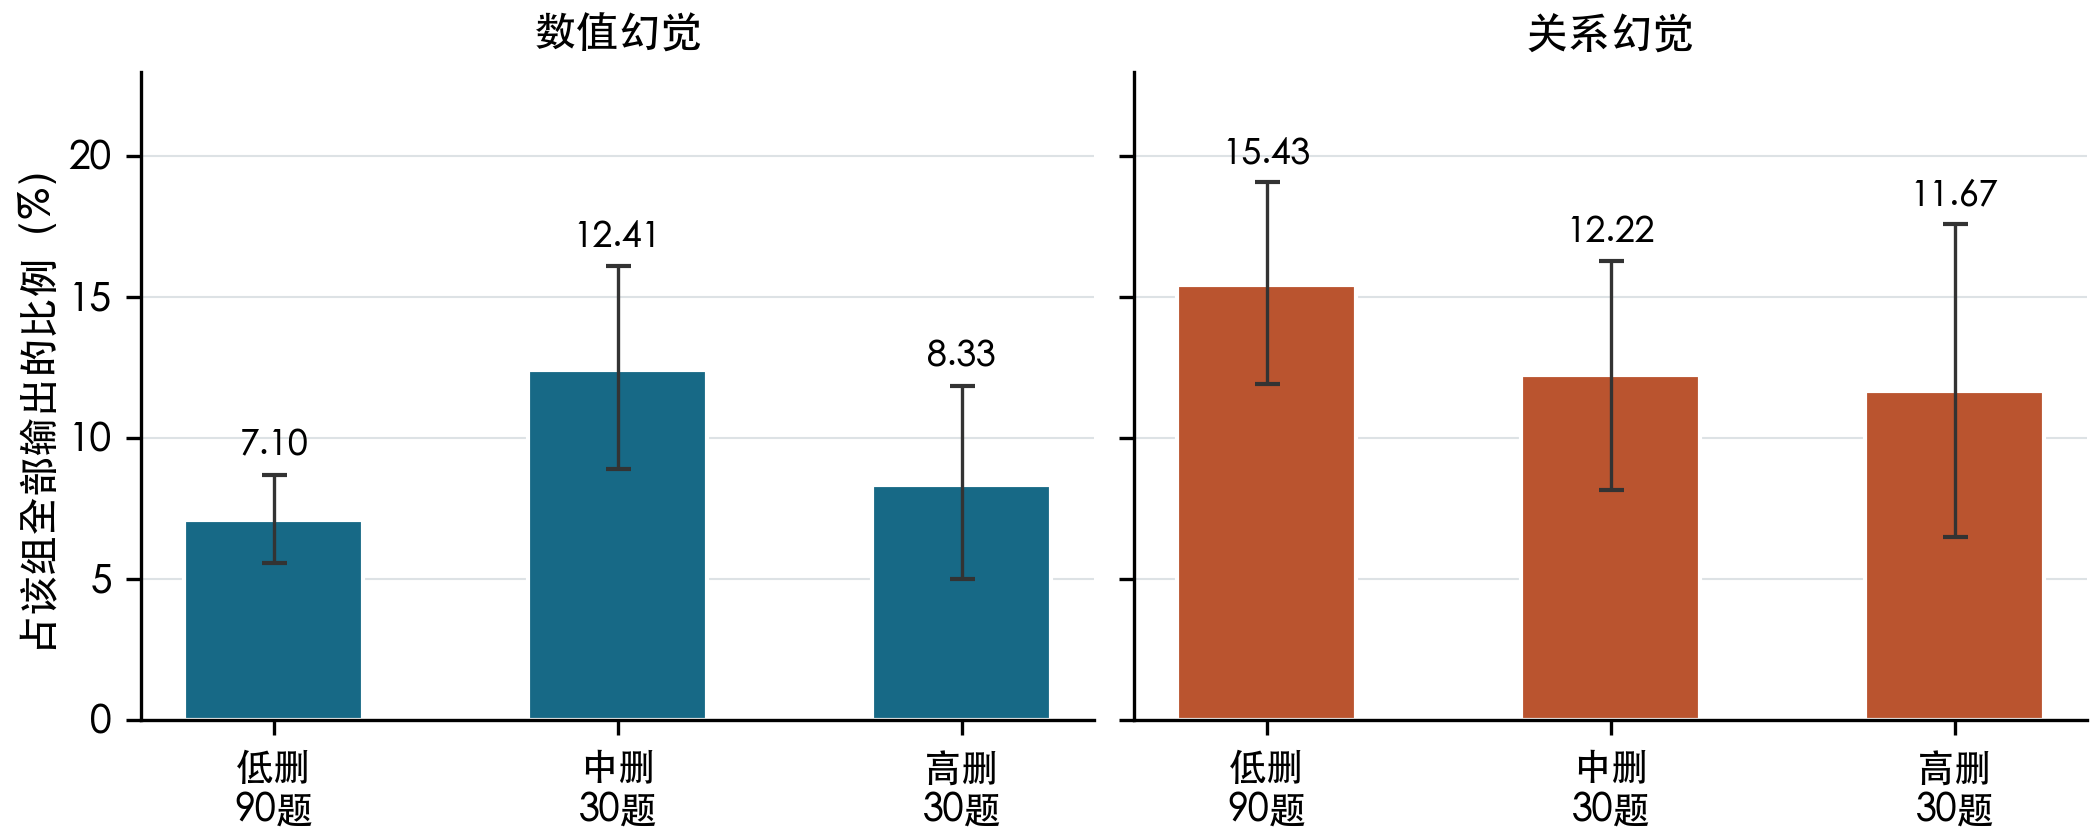 数值幻觉
占该组全部输出的比例（%）
20
15
10
5
0
7.10
12.41
8.33
低删
90题
中删
30题
高删
30题
关系幻觉
15.43
12.22
11.67
低删
90题
中删
30题
高删
30题